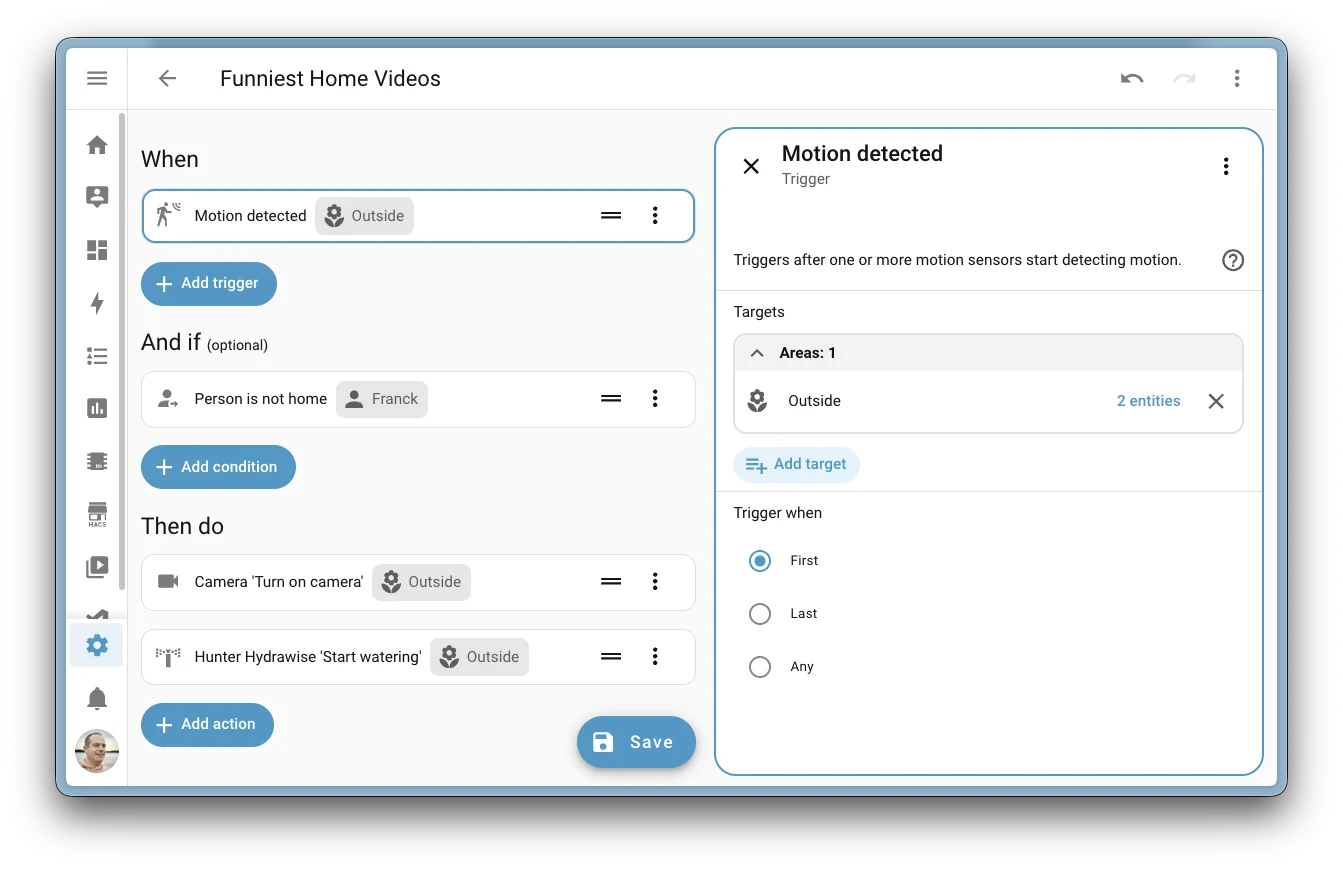 Funniest Home Videos
When
Motion detected Outside
Add trigger
And if (optional)
Person is not home Franck
Add condition
Then do
Camera 'Turn on camera' Outside
Hunter Hydrawise 'Start watering' Outside
Add action
Save
HACS
Motion detected
Trigger
Triggers after one or more motion sensors start detecting motion.
Targets
Areas: 1
Outside 2 entities
Add target
Trigger when
First
Last
Any